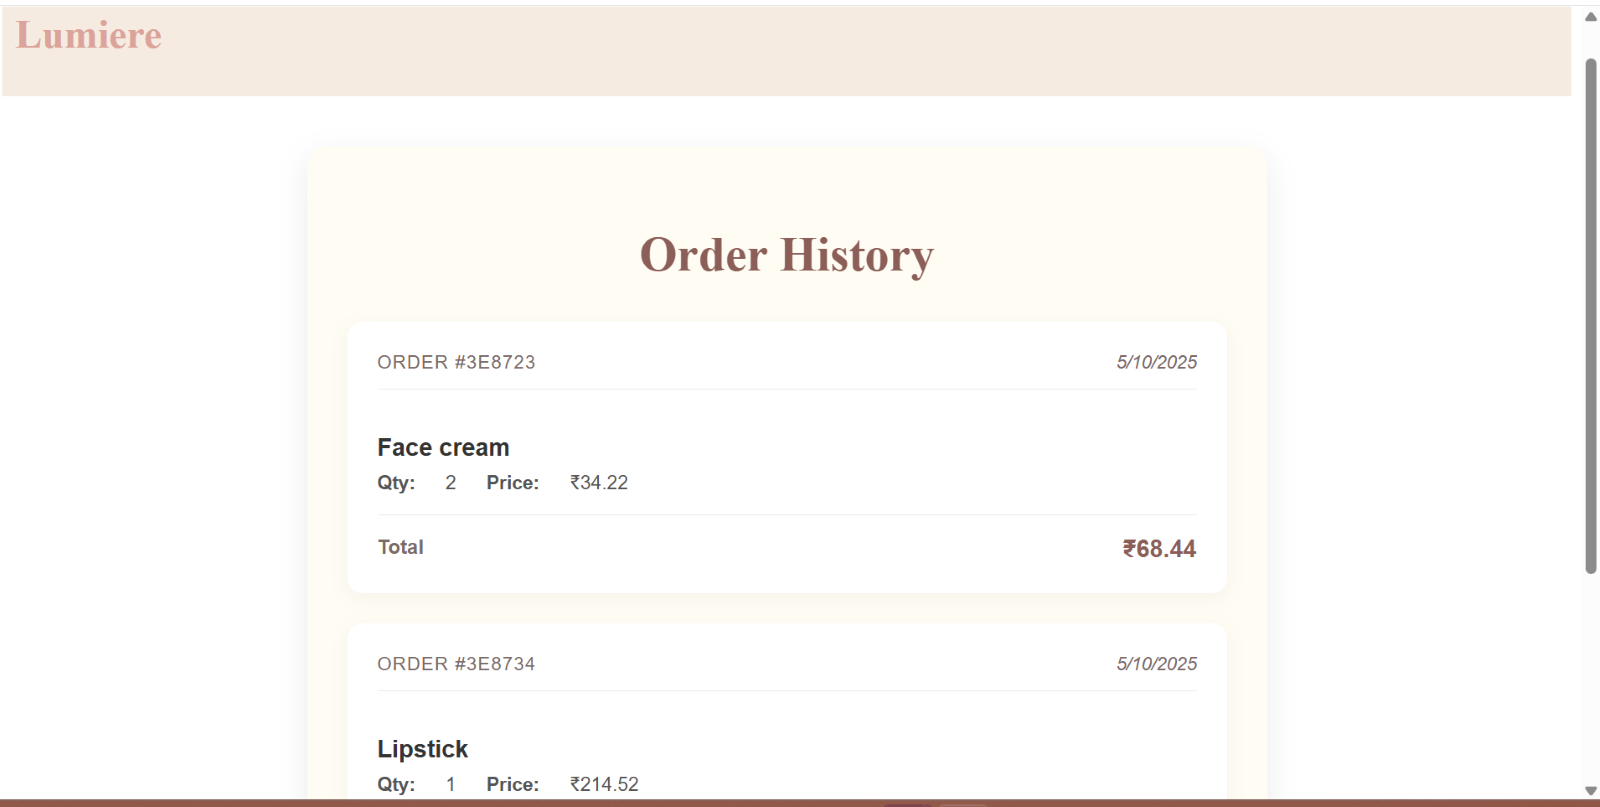 Lumiere
Order History
ORDER #3E8723 5/10/2025
Face cream
Qty: 2 Price: ₹34.22
Total ₹68.44
ORDER #3E8734 5/10/2025
Lipstick
Qty: 1 Price: ₹214.52